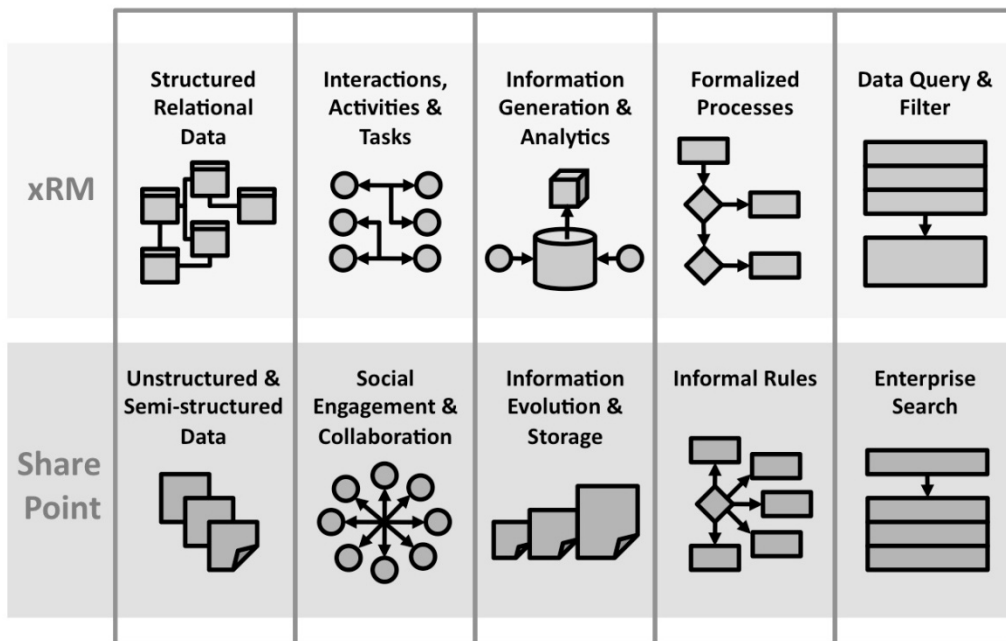 xRM
Structured
Relational
Data
Interactions,
Activities &
Tasks
Information
Generation &
Analytics
Formalized
Processes
Data Query &
Filter
Share
Point
Unstructured &
Semi-structured
Data
Social
Engagement &
Collaboration
Information
Evolution &
Storage
Informal Rules
Enterprise
Search